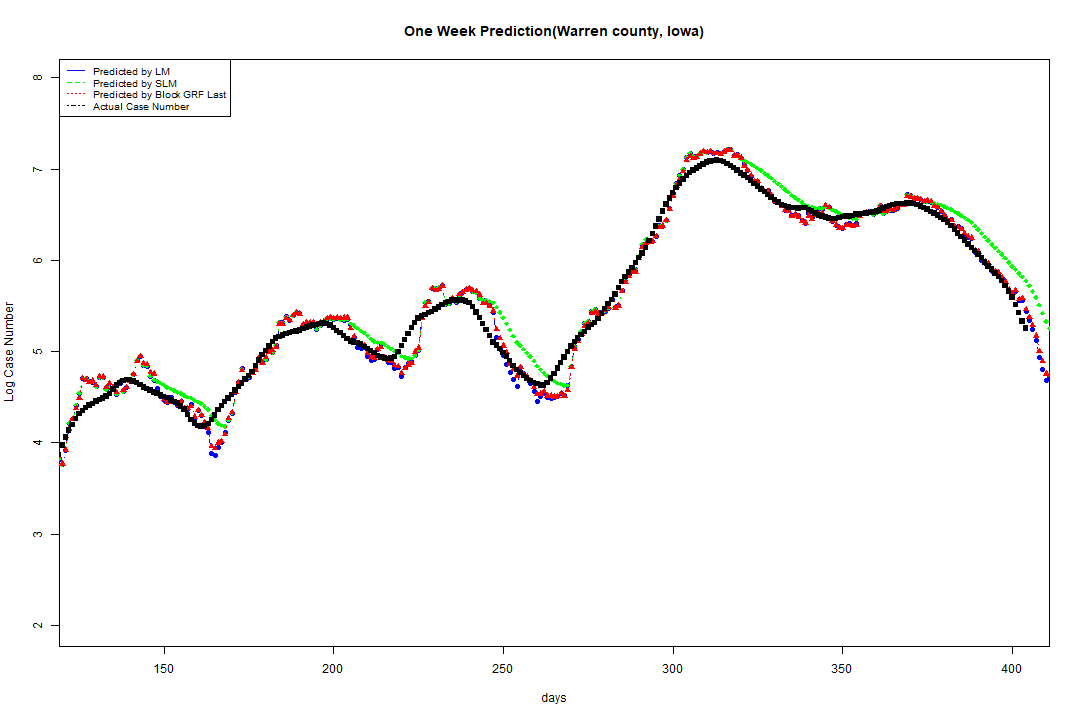 One Week Prediction(Warren county, Iowa)
Predicted by LM
Predicted by SLM
Predicted by Block GRF Last
Actual Case Number
8
7
6
5
4
3
2
Log Case Number
150 200 250 300 350 400
days